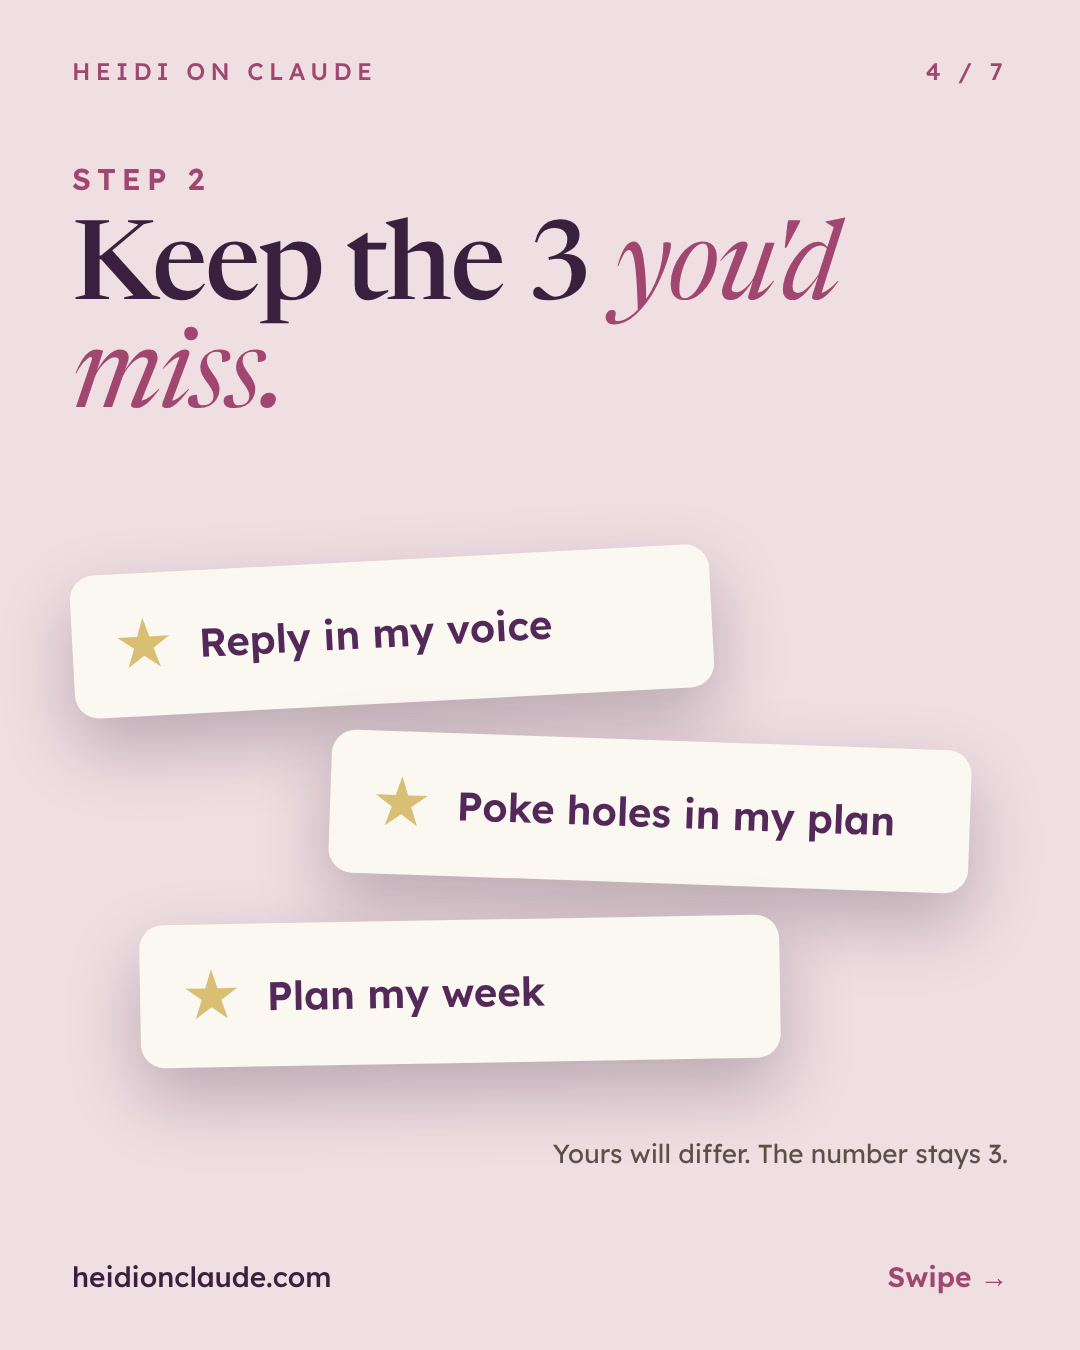 HEIDI ON CLAUDE
4 / 7
STEP 2
Keep the 3 you'd
miss.
Reply in my voice
Poke holes in my plan
Plan my week
Yours will differ. The number stays 3.
heidionclaude.com
Swipe →